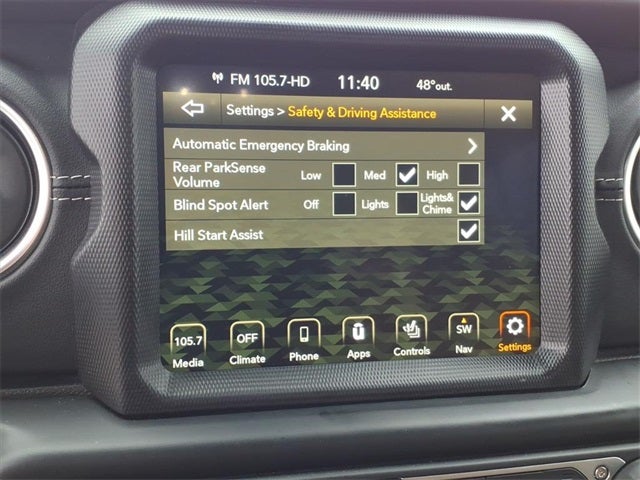 FM 105.7-HD 11:40 48°out.
Settings > Safety & Driving Assistance
Automatic Emergency Braking
Rear ParkSense Volume Low Med High
Blind Spot Alert Off Lights Lights& Chime
Hill Start Assist
105.7 OFF SW
Media Climate Phone Apps Controls Nav Settings